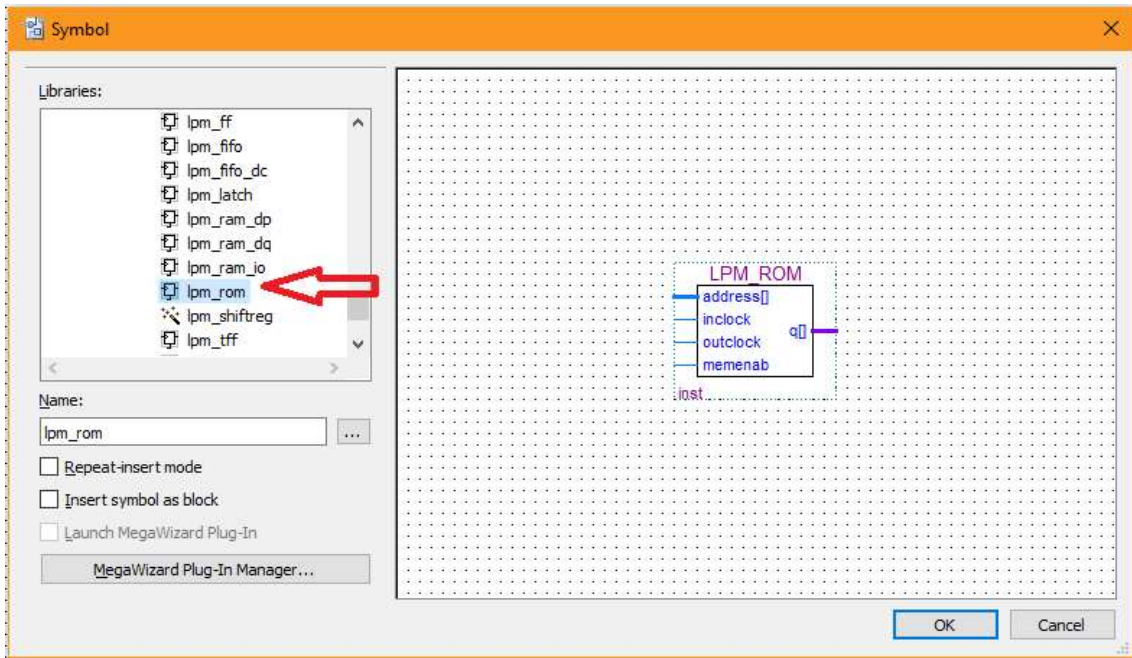 Symbol
Libraries:
lpm_ff
lpm_fifo
lpm_fifo_dc
lpm_latch
lpm_ram_dp
lpm_ram_dq
lpm_ram_io
lpm_rom
lpm_shiftreg
lpm_tff
Name:
lpm_rom
...
Repeat-insert mode
Insert symbol as block
Launch MegaWizard Plug-In
MegaWizard Plug-In Manager...
LPM_ROM
address[]
inclock
q[]
outclock
memenab
inst
OK
Cancel